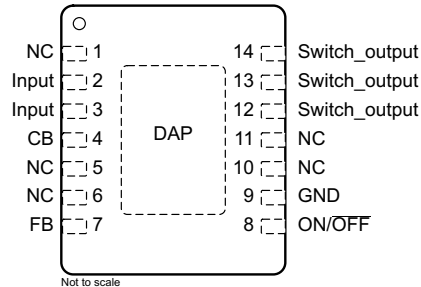 NC 1
Input 2
Input 3
CB 4
NC 5
NC 6
FB 7
DAP
14 Switch_output
13 Switch_output
12 Switch_output
11 NC
10 NC
9 GND
8 ON/OFF
Not to scale